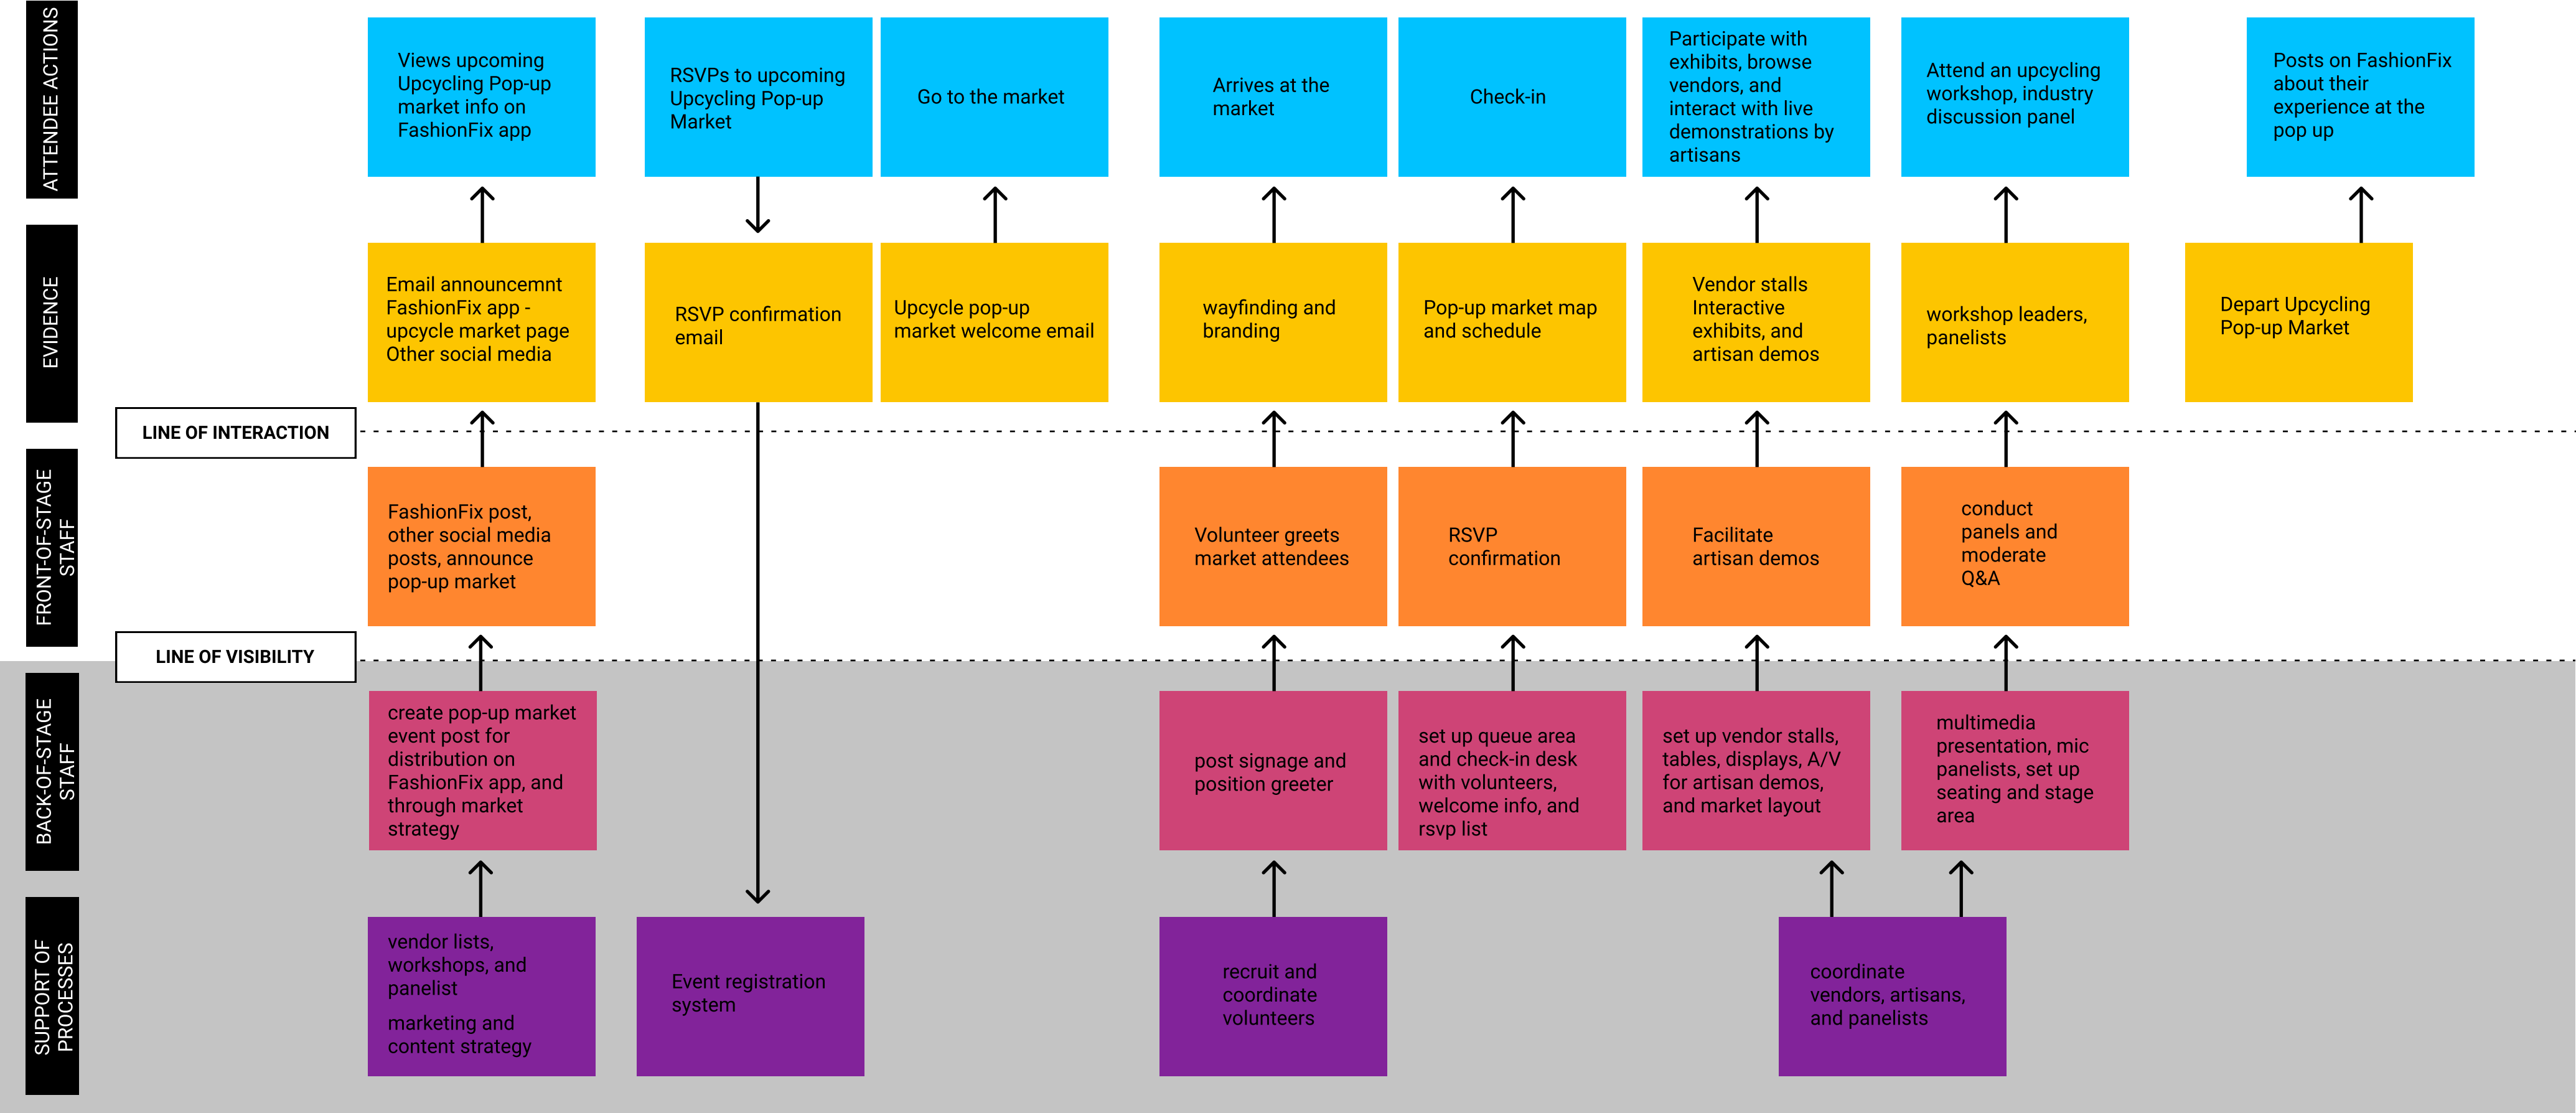 ATTENDEE ACTIONS
Views upcoming
Upcycling Pop-up
market info on
FashionFix app
RSVPs to upcoming
Upcycling Pop-up
Market
Go to the market
Arrives at the
market
Check-in
Participate with
exhibits, browse
vendors, and
interact with live
demonstrations by
artisans
Attend an upcycling
workshop, industry
discussion panel
Posts on FashionFix
about their
experience at the
pop up
EVIDENCE
Email announcemnt
FashionFix app -
upcycle market page
Other social media
RSVP confirmation
email
Upcycle pop-up
market welcome email
wayfinding and
branding
Pop-up market map
and schedule
Vendor stalls
Interactive
exhibits, and
artisan demos
workshop leaders,
panelists
Depart Upcycling
Pop-up Market
LINE OF INTERACTION
FRONT-OF-STAGE
STAFF
FashionFix post,
other social media
posts, announce
pop-up market
Volunteer greets
market attendees
RSVP
confirmation
Facilitate
artisan demos
conduct
panels and
moderate
Q&A
LINE OF VISIBILITY
BACK-OF-STAGE
STAFF
create pop-up market
event post for
distribution on
FashionFix app, and
through market
strategy
post signage and
position greeter
set up queue area
and check-in desk
with volunteers,
welcome info, and
rsvp list
set up vendor stalls,
tables, displays, A/V
for artisan demos,
and market layout
multimedia
presentation, mic
panelists, set up
seating and stage
area
SUPPORT OF
PROCESSES
vendor lists,
workshops, and
panelist
marketing and
content strategy
Event registration
system
recruit and
coordinate
volunteers
coordinate
vendors, artisans,
and panelists